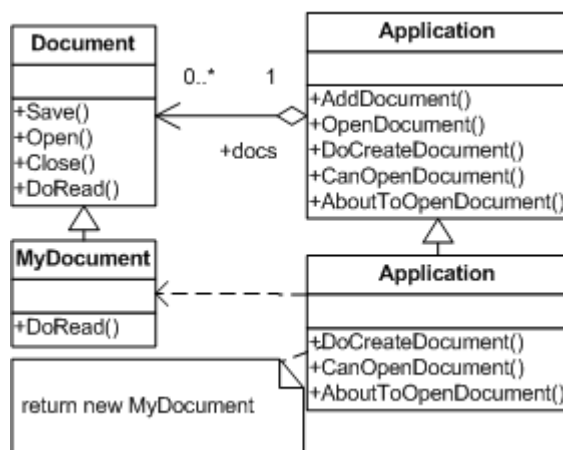 Document
+Save()
+Open()
+Close()
+DoRead()
0..*
1
+docs
Application
+AddDocument()
+OpenDocument()
+DoCreateDocument()
+CanOpenDocument()
+AboutToOpenDocument()
MyDocument
+DoRead()
Application
+DoCreateDocument()
+CanOpenDocument()
+AboutToOpenDocument()
return new MyDocument